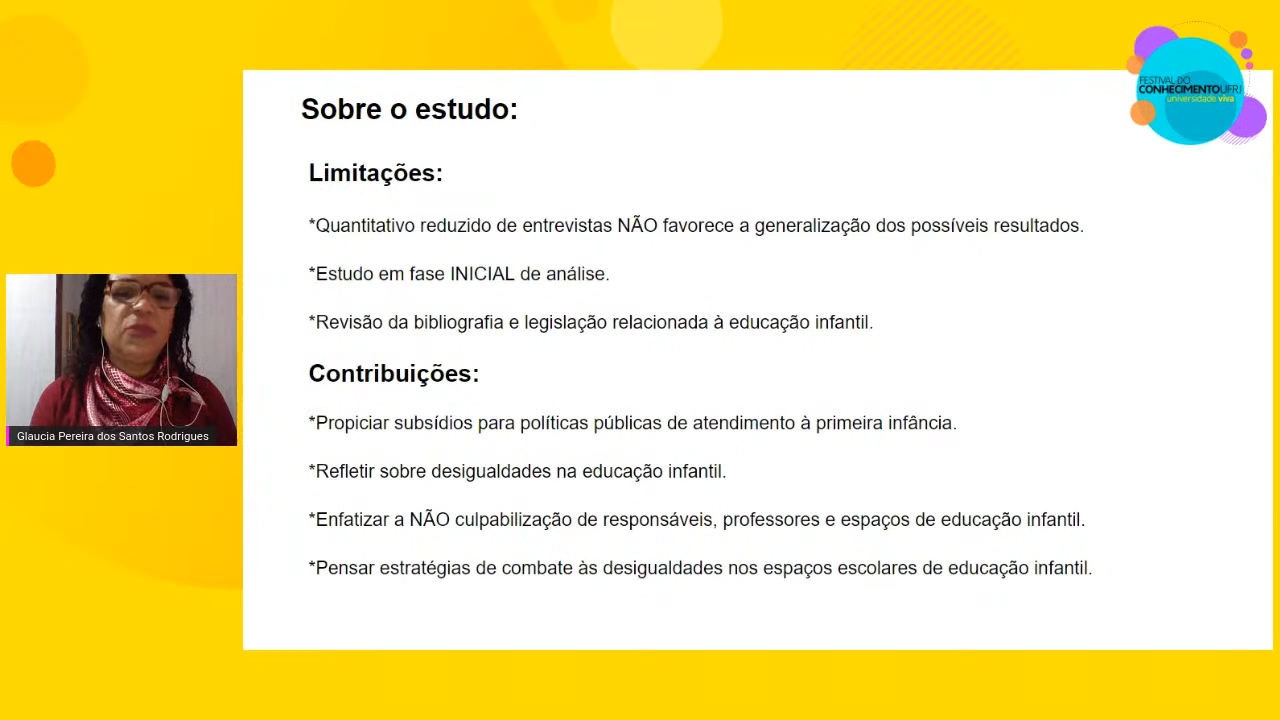 FESTIVAL DO
CONHECIMENTO UFRJ
universidade viva
Sobre o estudo:
Limitações:
*Quantitativo reduzido de entrevistas NÃO favorece a generalização dos possíveis resultados.
*Estudo em fase INICIAL de análise.
*Revisão da bibliografia e legislação relacionada à educação infantil.
Contribuições:
*Propiciar subsídios para políticas públicas de atendimento à primeira infância.
*Refletir sobre desigualdades na educação infantil.
*Enfatizar a NÃO culpabilização de responsáveis, professores e espaços de educação infantil.
*Pensar estratégias de combate às desigualdades nos espaços escolares de educação infantil.
Glaucia Pereira dos Santos Rodrigues